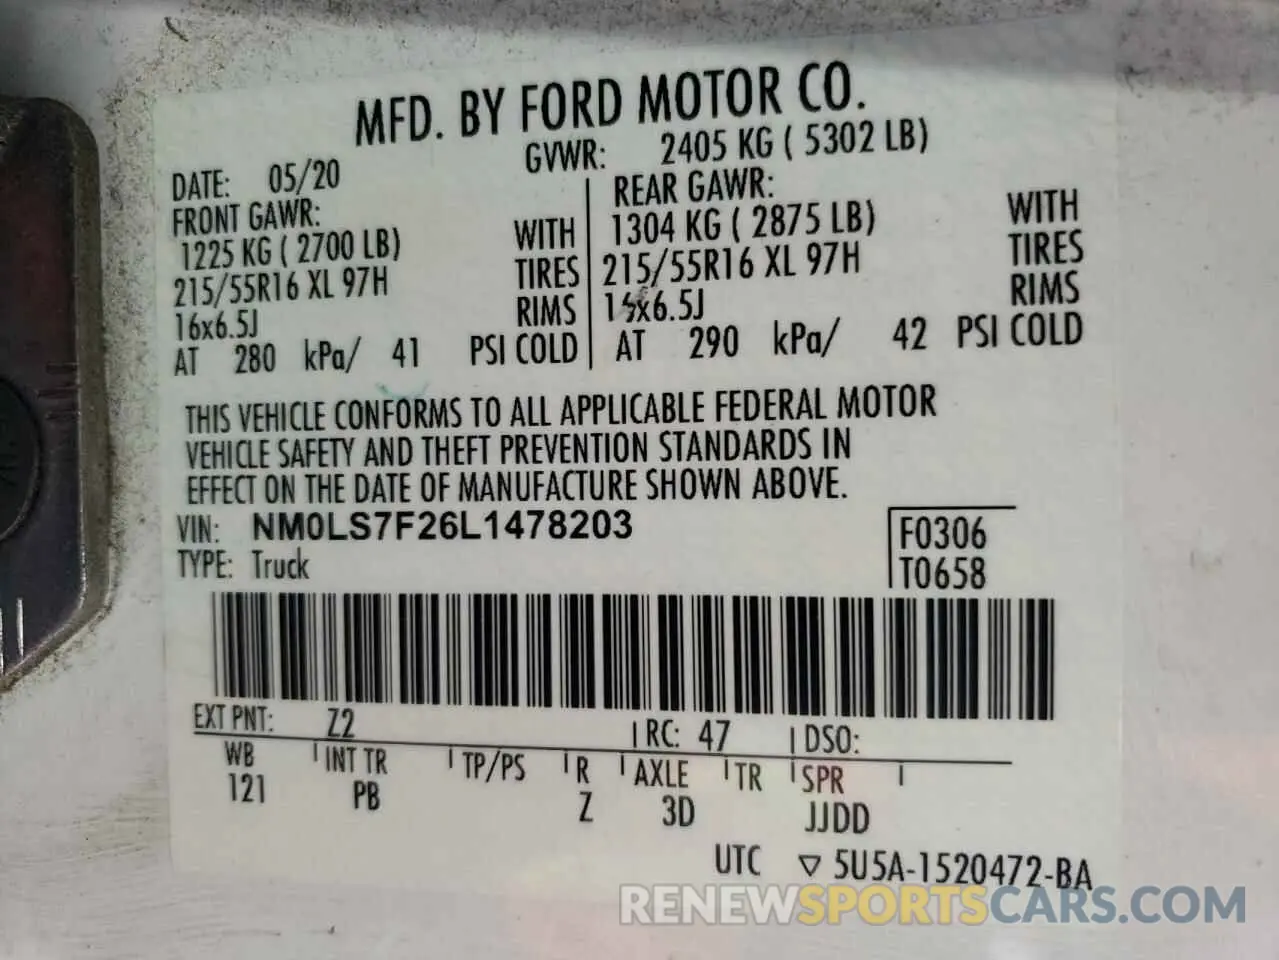 MFD. BY FORD MOTOR CO.
DATE: 05/20 GVWR: 2405 KG ( 5302 LB)
FRONT GAWR: REAR GAWR:
1225 KG ( 2700 LB) WITH 1304 KG ( 2875 LB) WITH
215/55R16 XL 97H TIRES 215/55R16 XL 97H TIRES
16x6.5J RIMS 16x6.5J RIMS
AT 280 kPa/ 41 PSI COLD AT 290 kPa/ 42 PSI COLD
THIS VEHICLE CONFORMS TO ALL APPLICABLE FEDERAL MOTOR
VEHICLE SAFETY AND THEFT PREVENTION STANDARDS IN
EFFECT ON THE DATE OF MANUFACTURE SHOWN ABOVE.
VIN: NM0LS7F26L1478203 F0306
TYPE: Truck T0658
EXT PNT: Z2 RC: 47 DSO:
WB INT TR TP/PS R AXLE TR SPR
121 PB Z 3D JJDD
UTC ▽ 5U5A-1520472-BA
RENEWSPORTSCARS.COM